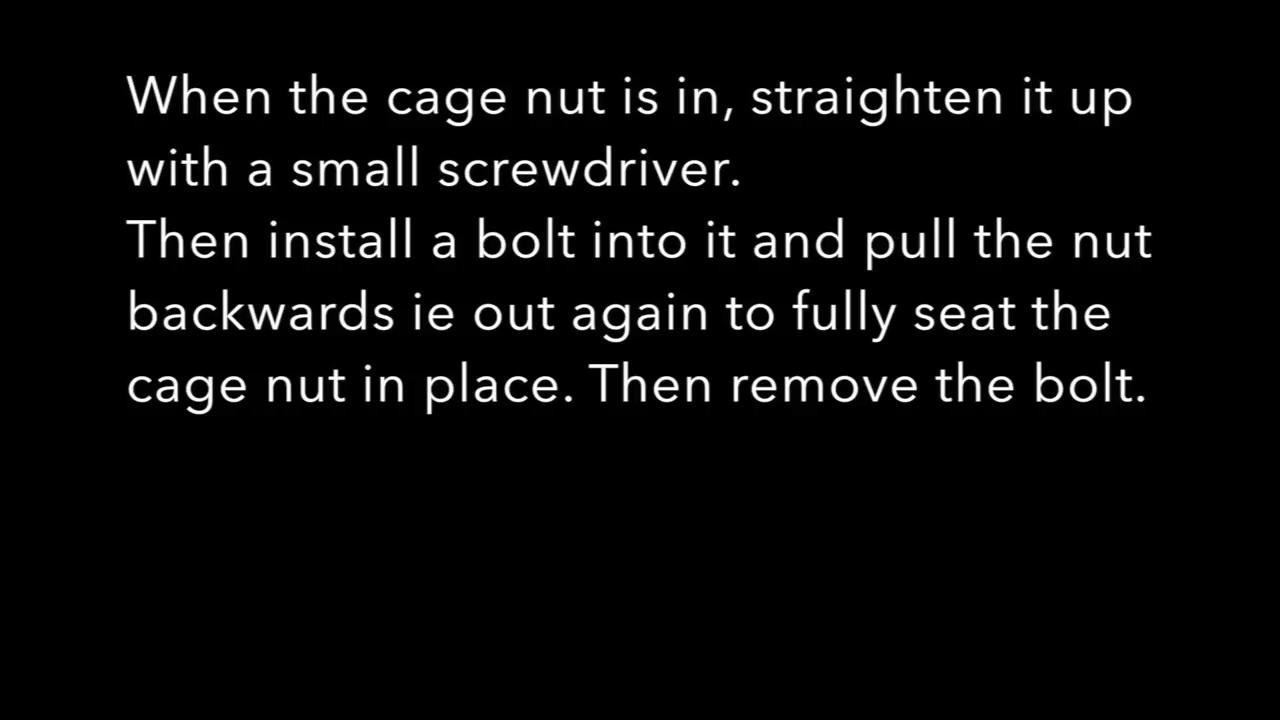 When the cage nut is in, straighten it up
with a small screwdriver.
Then install a bolt into it and pull the nut
backwards ie out again to fully seat the
cage nut in place. Then remove the bolt.